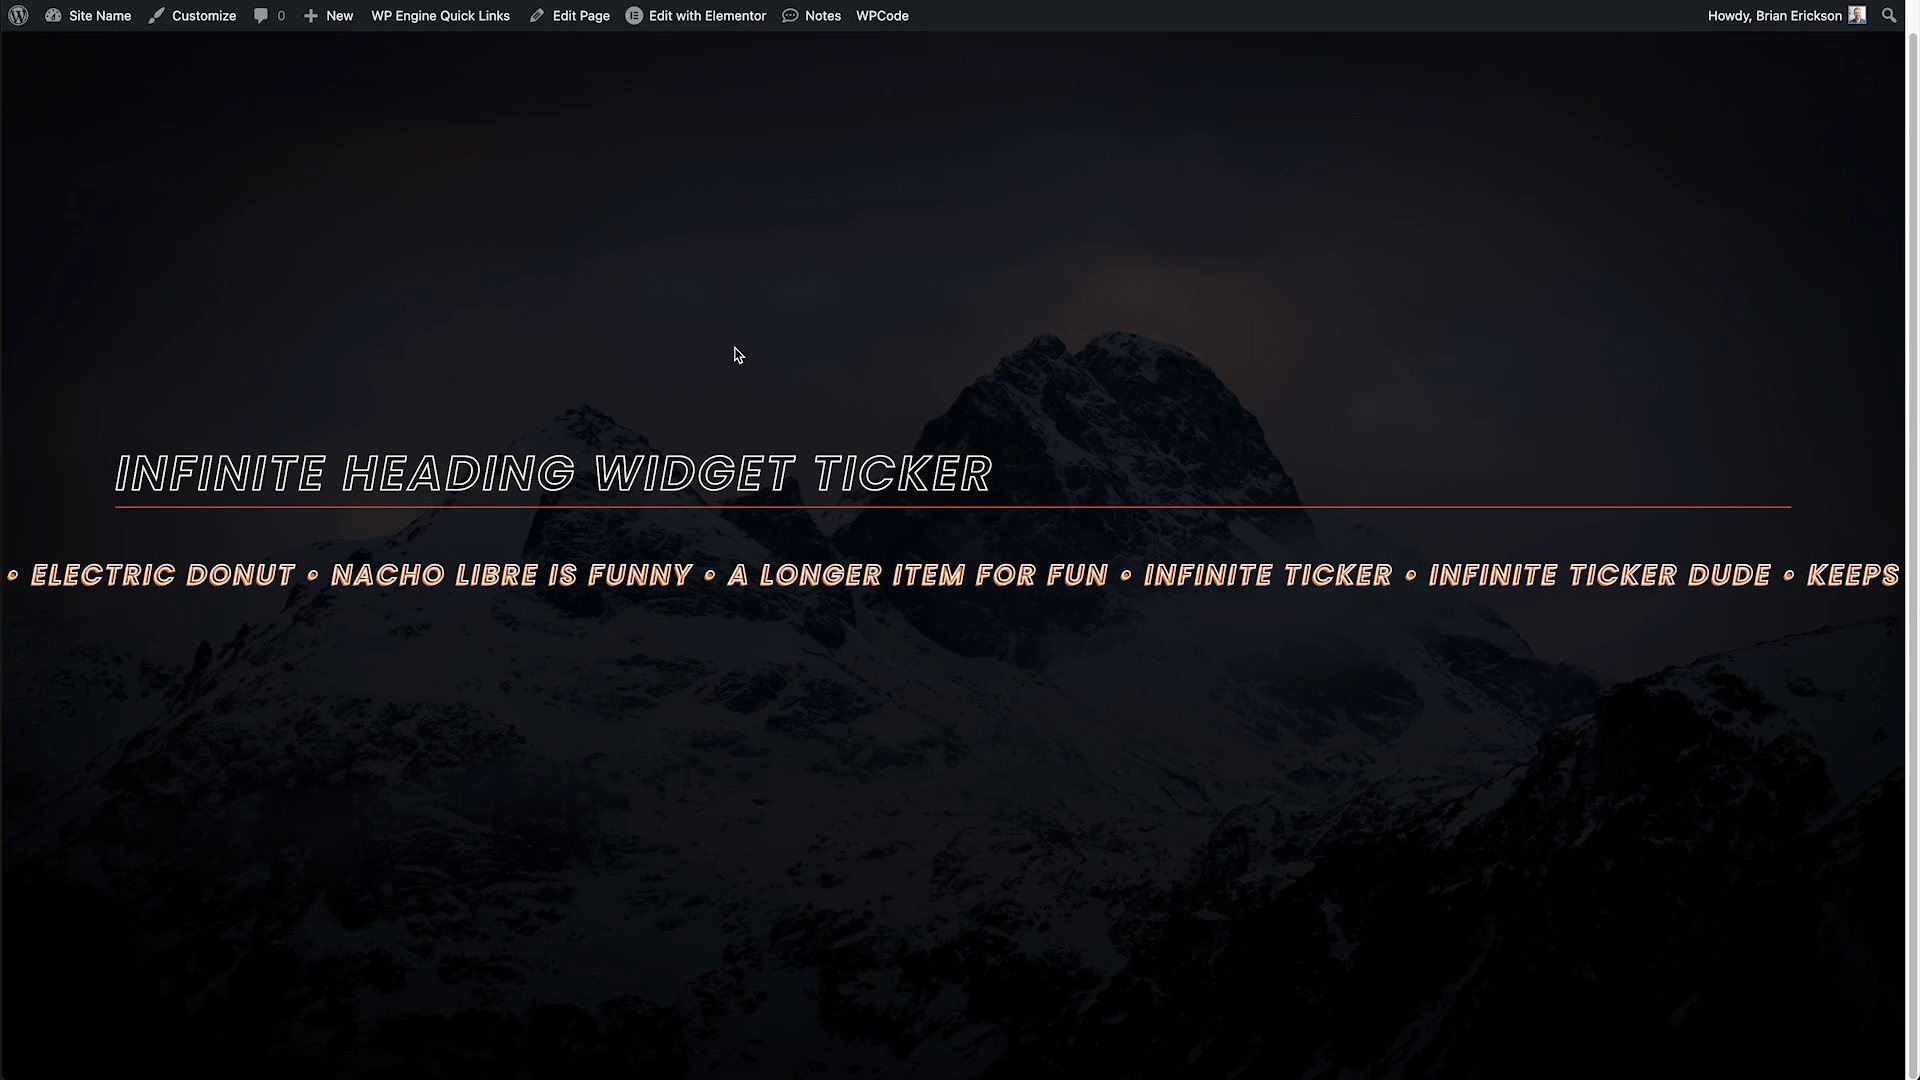 Site Name Customize 0 New WP Engine Quick Links Edit Page Edit with Elementor Notes WPCode Howdy, Brian Erickson
INFINITE HEADING WIDGET TICKER
• ELECTRIC DONUT • NACHO LIBRE IS FUNNY • A LONGER ITEM FOR FUN • INFINITE TICKER • INFINITE TICKER DUDE • KEEPS